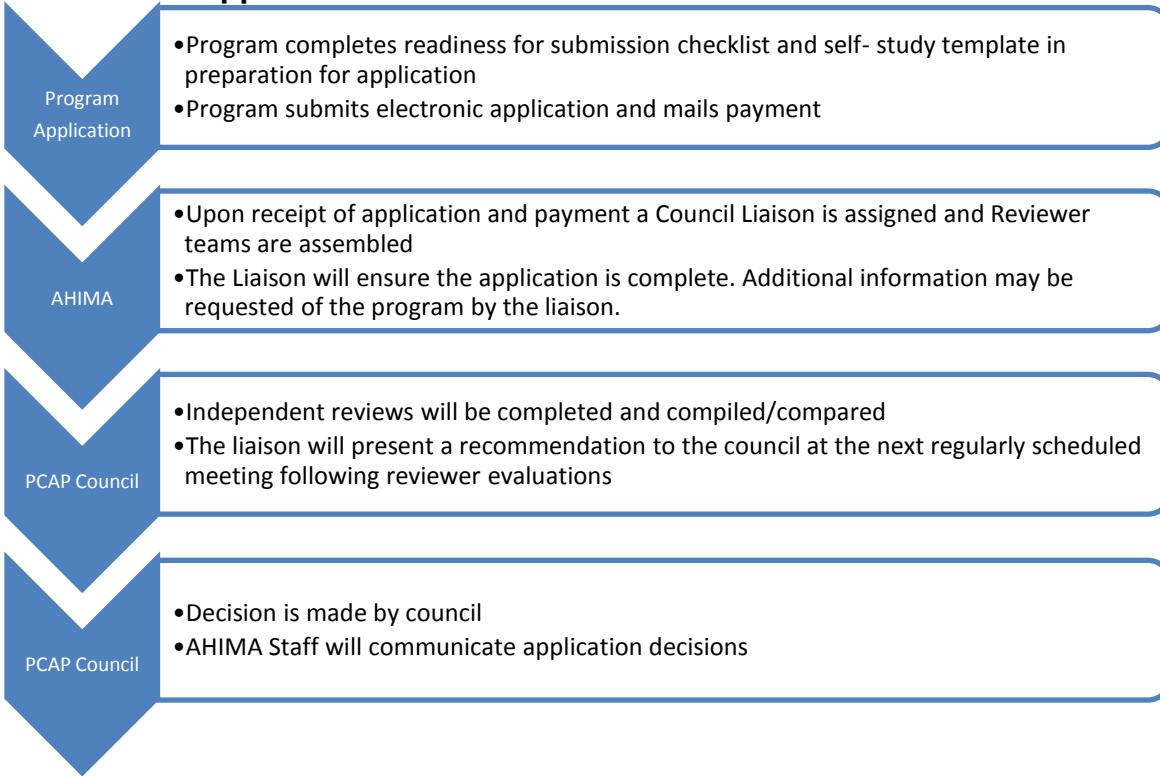 Program
Application
•Program completes readiness for submission checklist and self- study template in
preparation for application
•Program submits electronic application and mails payment
AHIMA
•Upon receipt of application and payment a Council Liaison is assigned and Reviewer
teams are assembled
•The Liaison will ensure the application is complete. Additional information may be
requested of the program by the liaison.
PCAP Council
•Independent reviews will be completed and compiled/compared
•The liaison will present a recommendation to the council at the next regularly scheduled
meeting following reviewer evaluations
PCAP Council
•Decision is made by council
•AHIMA Staff will communicate application decisions